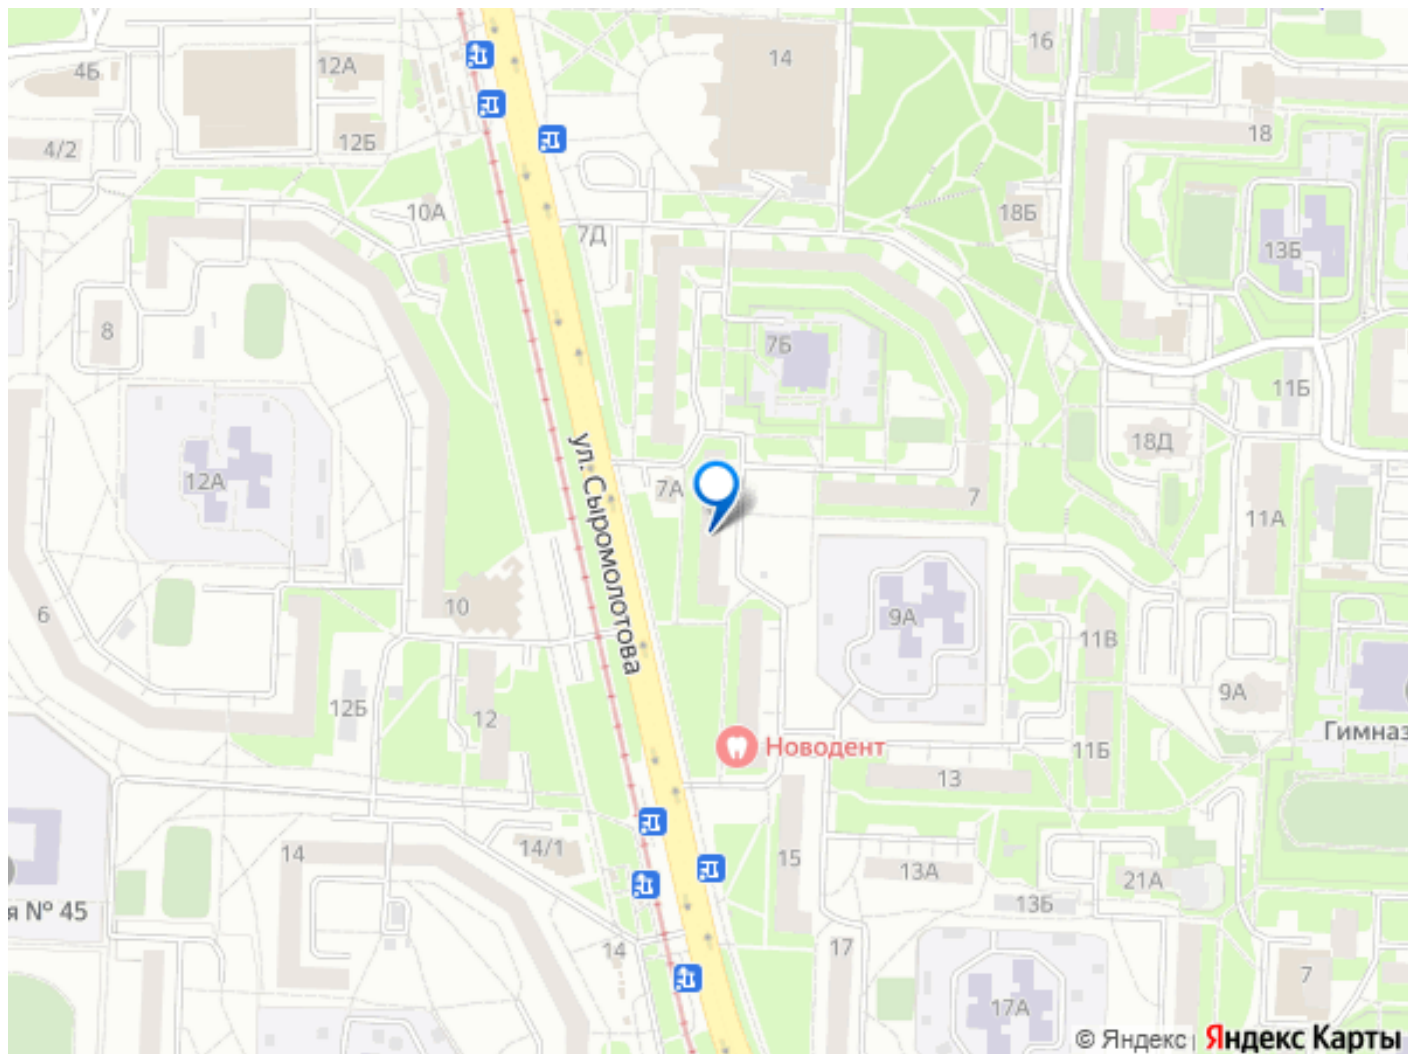 4Б
12А
14
16
4/2
12Б
18
10А
7Д
18Б
13Б
8
7Б
11Б
18Д
12А
7А
7
11А
ул. Сыромолотова
6
10
9А
11В
12Б
12
9А
Гимназ
Новодент
11Б
13
14
14/1
15
13А
21А
13Б
я № 45
14
17
7
17А
© Яндекс Яндекс Карты